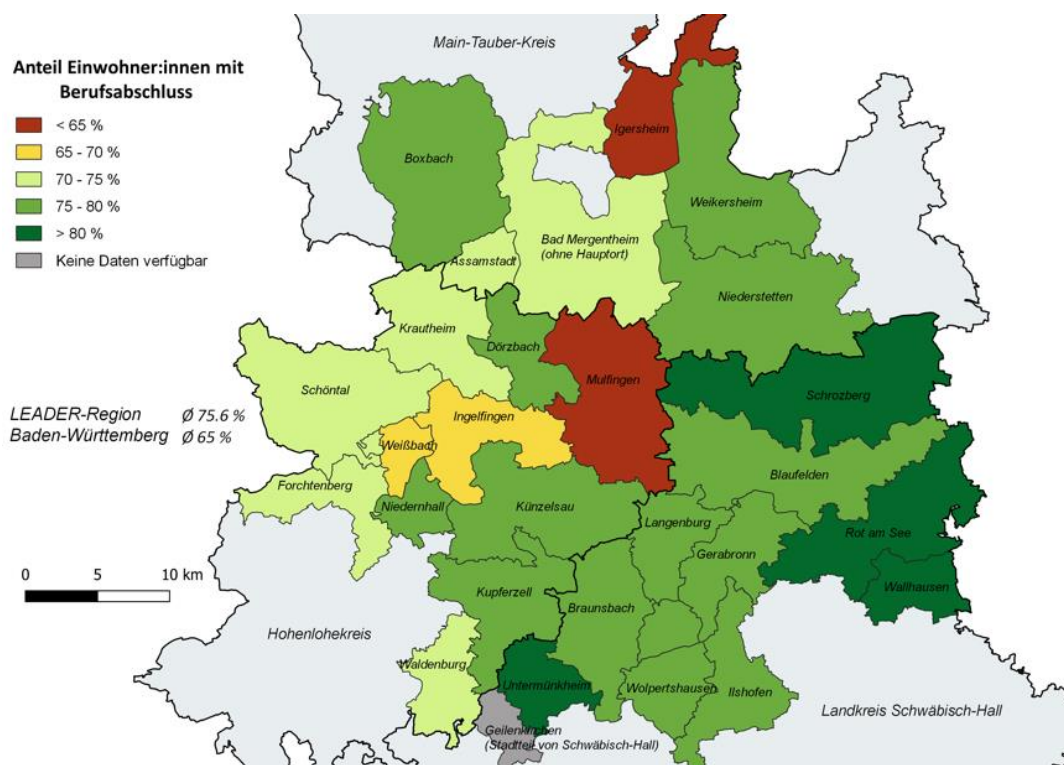 Main-Tauber-Kreis
Anteil Einwohner:innen mit
Berufsabschluss
< 65 %
65 - 70 %
70 - 75 %
75 - 80 %
> 80 %
Keine Daten verfügbar
Igersheim
Boxbach
Weikersheim
Bad Mergentheim
(ohne Hauptort)
Assamstadt
Niederstetten
Krautheim
Dörzbach
Mulfingen
Schöntal
Schrozberg
LEADER-Region Ø 75.6 %
Baden-Württemberg Ø 65 %
Ingelfingen
Weißbach
Blaufelden
Forchtenberg
Niedernhall
Künzelsau
Langenburg
Rot am See
Gerabronn
0 5 10 km
Wallhausen
Kupferzell
Braunsbach
Hohenlohekreis
Waldenburg
Untermünkheim
Wolpertshausen
Ilshofen
Landkreis Schwäbisch-Hall
Geilenkirchen
(Stadtteil von Schwäbisch-Hall)